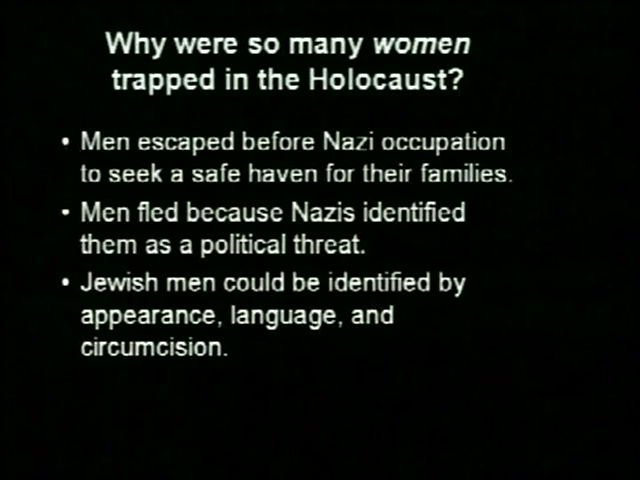 Why were so many women
trapped in the Holocaust?
• Men escaped before Nazi occupation
to seek a safe haven for their families.
• Men fled because Nazis identified
them as a political threat.
• Jewish men could be identified by
appearance, language, and
circumcision.